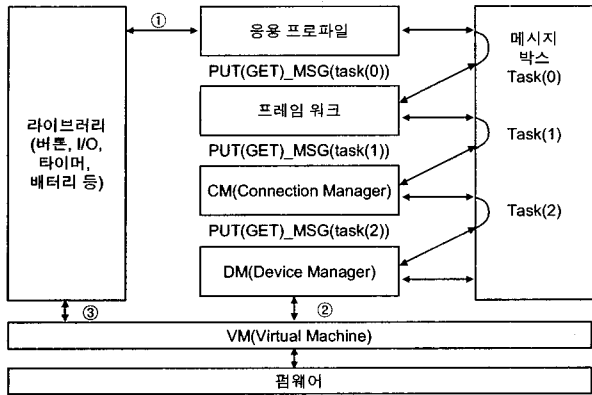 ①
응용 프로파일
메시지
박스
Task(0)
PUT(GET)_MSG(task(0))
프레임 워크
라이브러리
(버튼, I/O,
타이머,
배터리 등)
Task(1)
PUT(GET)_MSG(task(1))
CM(Connection Manager)
Task(2)
PUT(GET)_MSG(task(2))
DM(Device Manager)
③
②
VM(Virtual Machine)
펌웨어